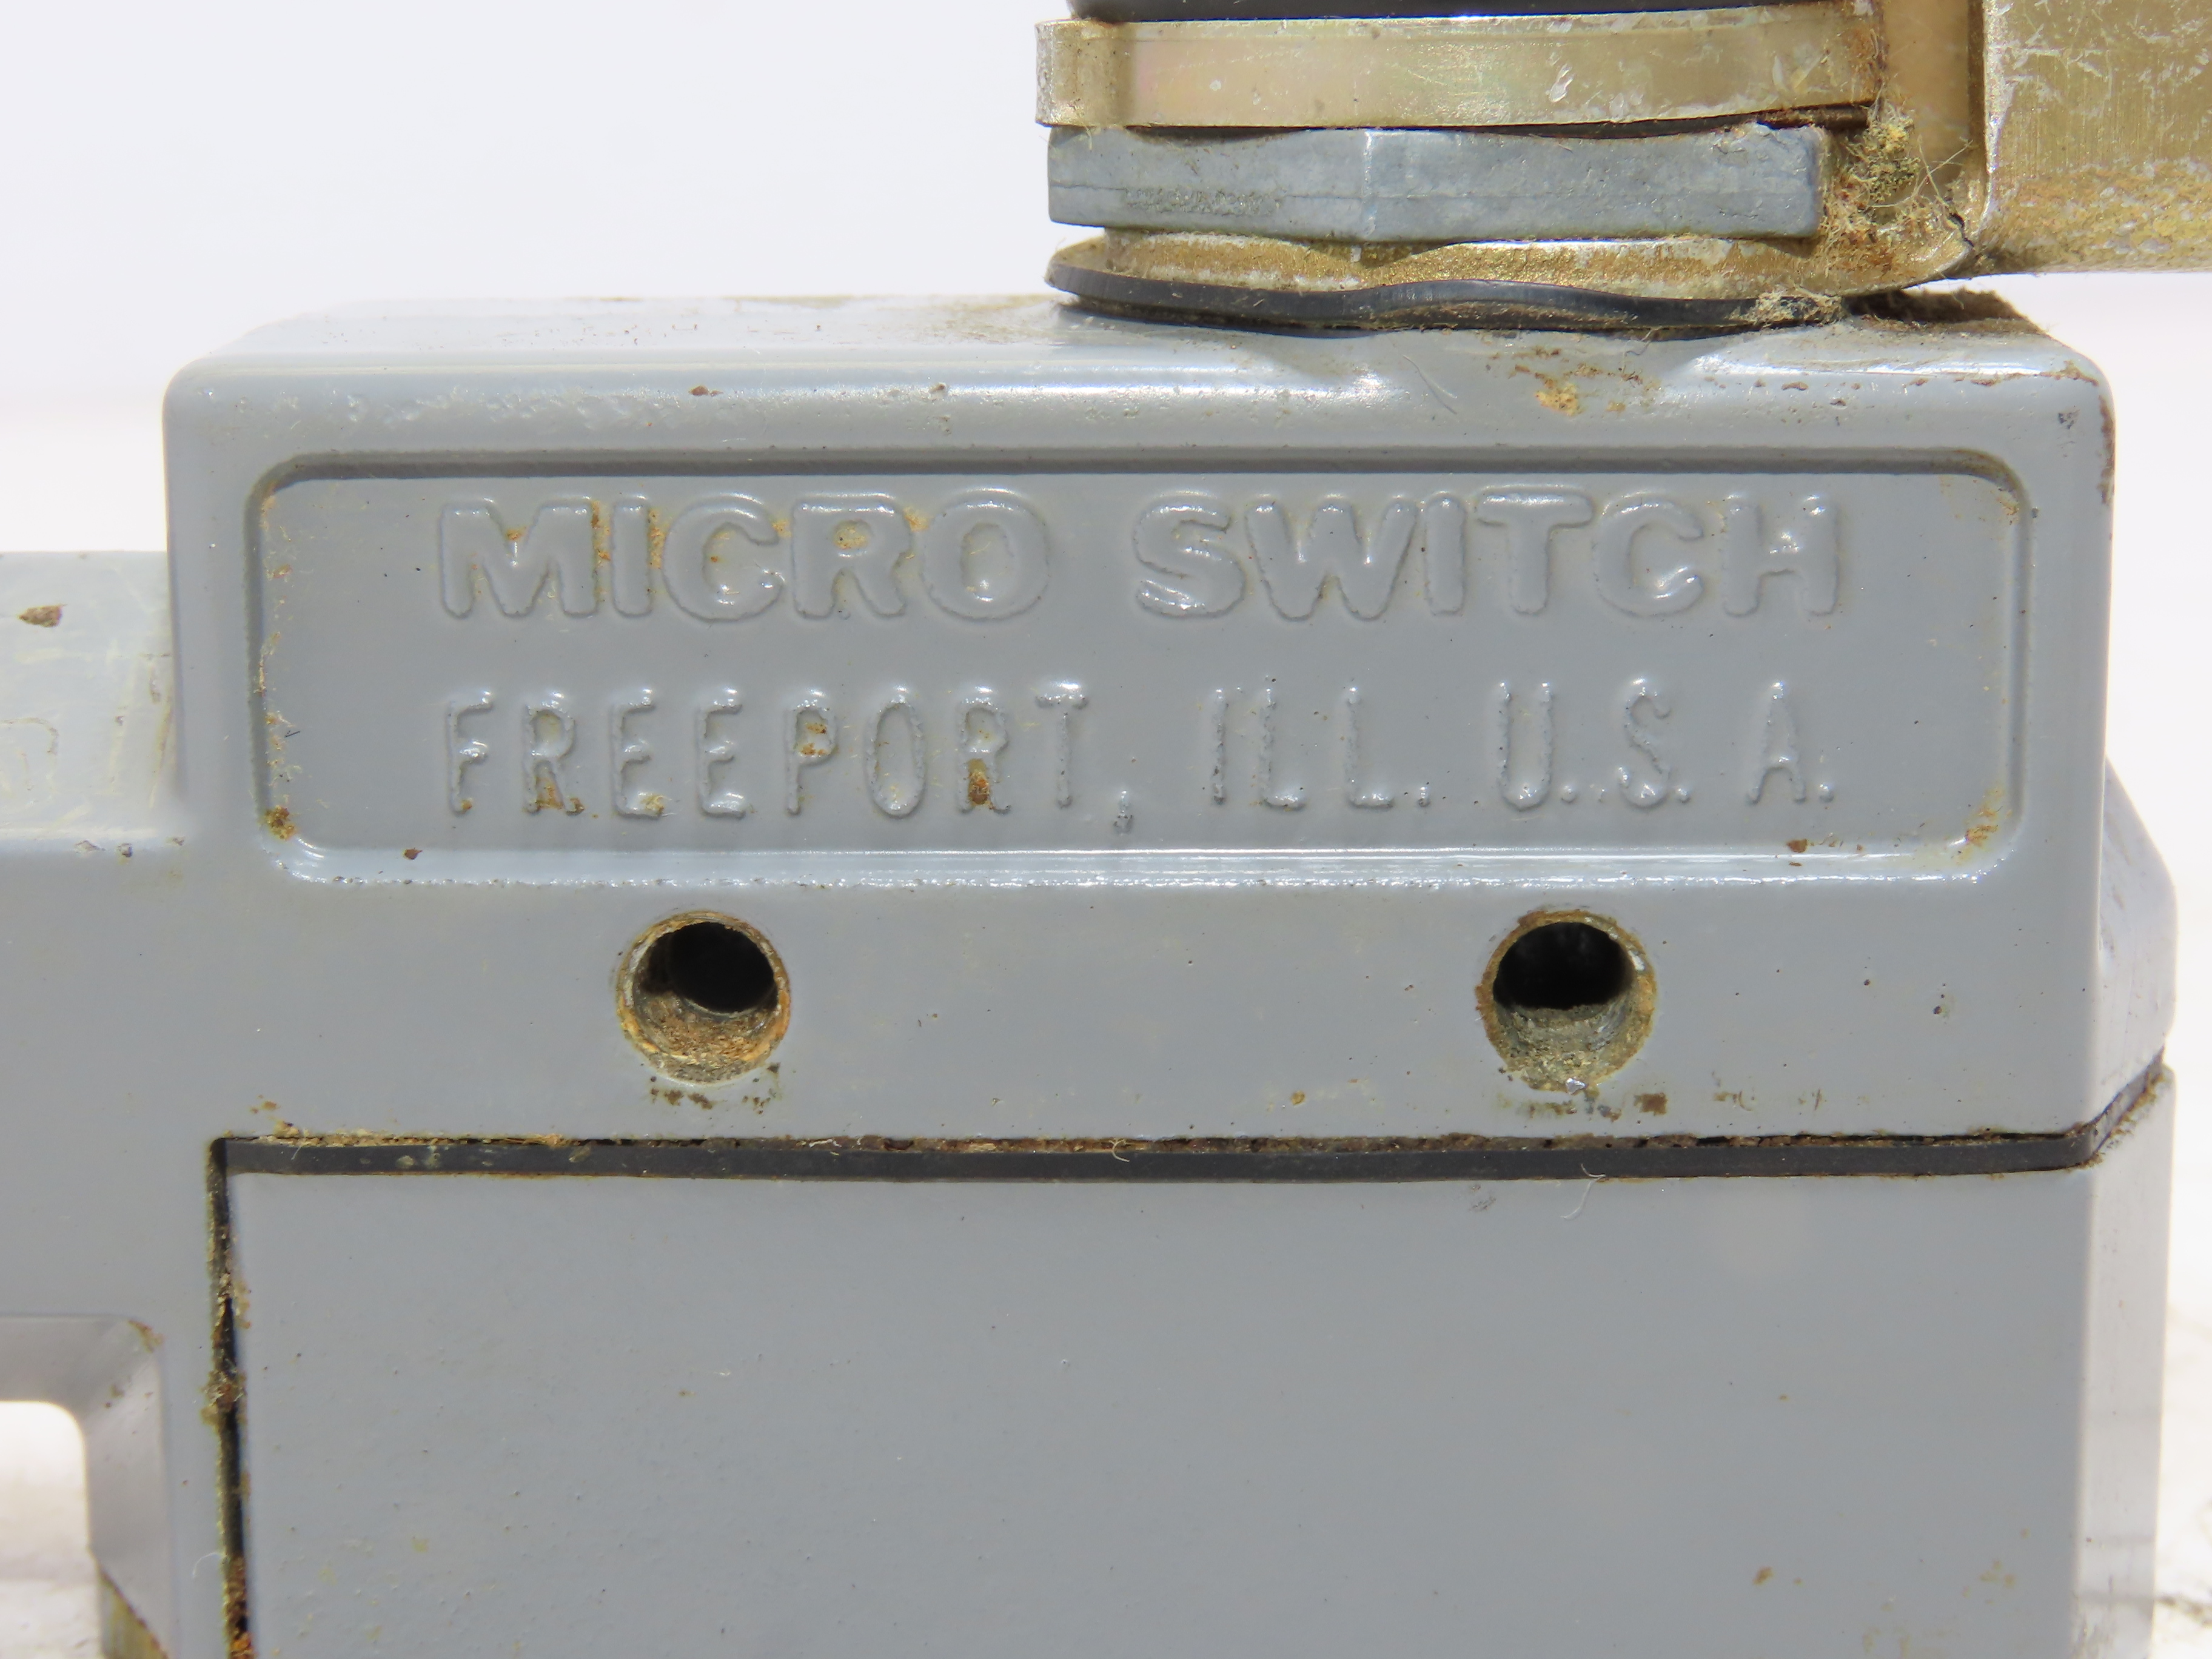 MICRO SWITCH
FREEPORT, ILL. U.S.A.